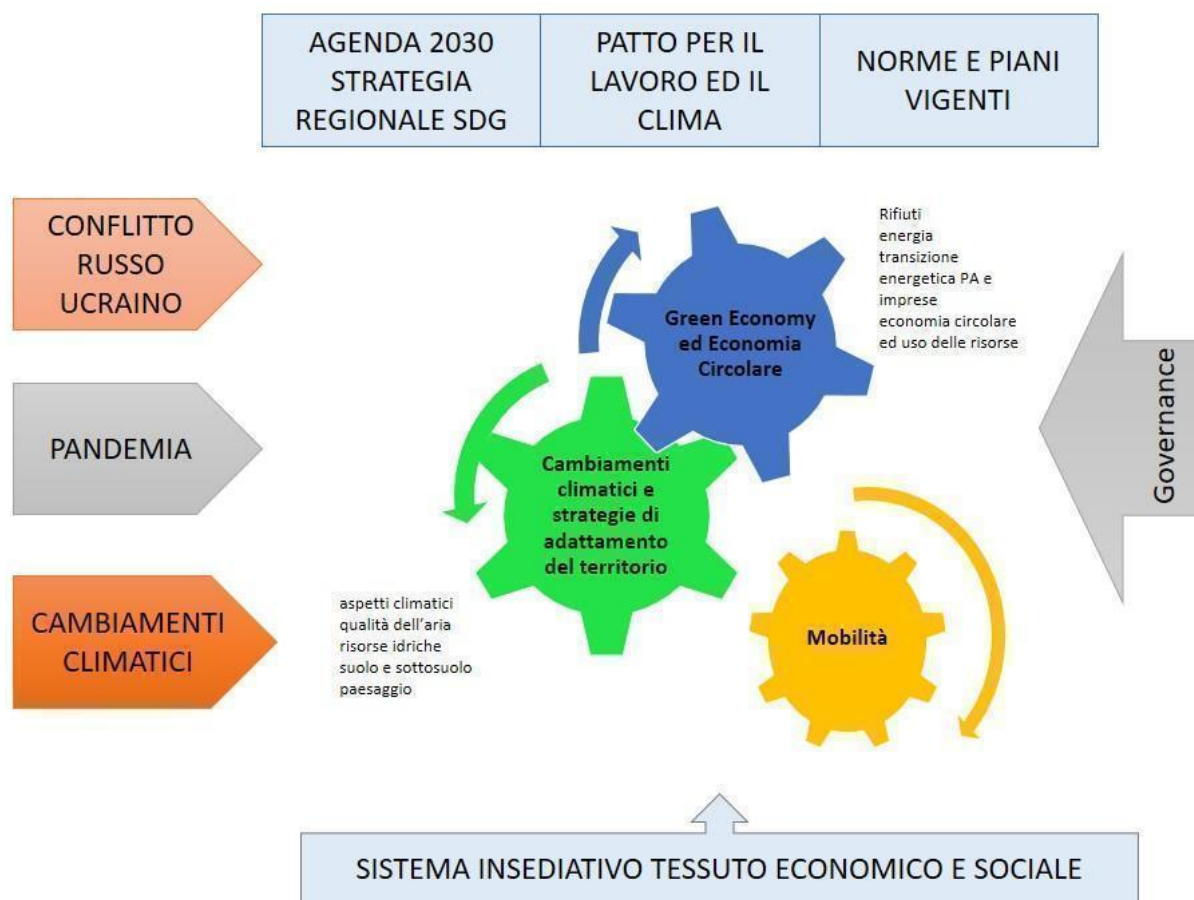 AGENDA 2030
STRATEGIA
REGIONALE SDG
PATTO PER IL
LAVORO ED IL
CLIMA
NORME E PIANI
VIGENTI
CONFLITTO
RUSSO
UCRAINO
PANDEMIA
CAMBIAMENTI
CLIMATICI
Green Economy
ed Economia
Circolare
Rifiuti
energia
transizione
energetica PA e
imprese
economia circolare
ed uso delle risorse
Cambiamenti
climatici e
strategie di
adattamento
del territorio
aspetti climatici
qualità dell'aria
risorse idriche
suolo e sottosuolo
paesaggio
Mobilità
Governance
SISTEMA INSEDIATIVO TESSUTO ECONOMICO E SOCIALE